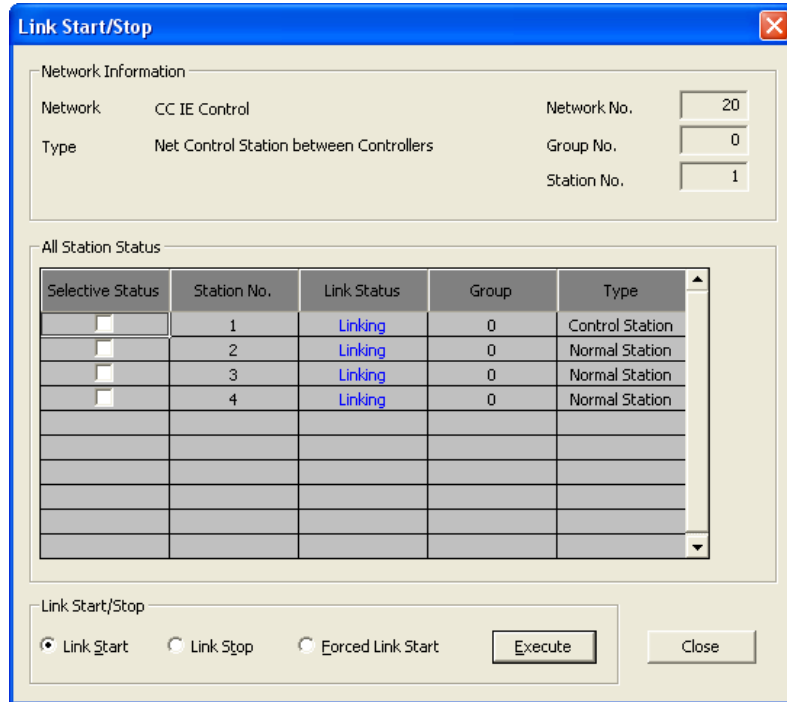 Link Start/Stop
Network Information
Network CC IE Control Network No. 20
Type Net Control Station between Controllers Group No. 0
Station No. 1
All Station Status
Selective Status Station No. Link Status Group Type
1 Linking 0 Control Station
2 Linking 0 Normal Station
3 Linking 0 Normal Station
4 Linking 0 Normal Station
Link Start/Stop
Link Start Link Stop Forced Link Start Execute Close